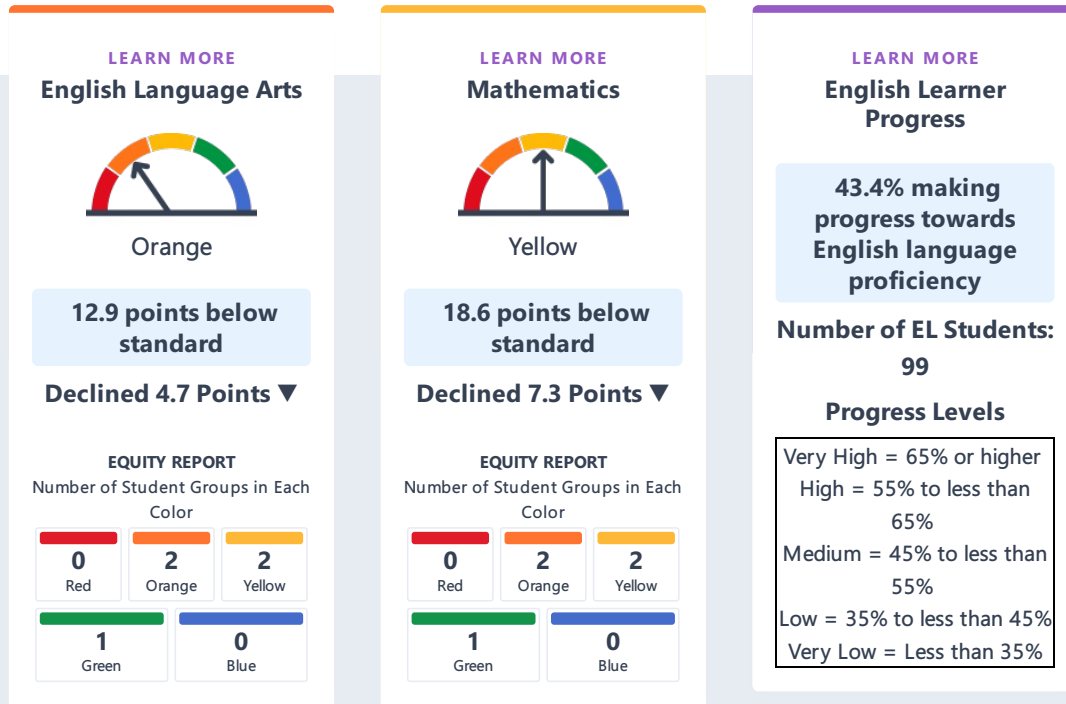 LEARN MORE
English Language Arts
Orange
12.9 points below
standard
Declined 4.7 Points ▼
EQUITY REPORT
Number of Student Groups in Each
Color
0
Red
2
Orange
2
Yellow
1
Green
0
Blue
LEARN MORE
Mathematics
Yellow
18.6 points below
standard
Declined 7.3 Points ▼
EQUITY REPORT
Number of Student Groups in Each
Color
0
Red
2
Orange
2
Yellow
1
Green
0
Blue
LEARN MORE
English Learner
Progress
43.4% making
progress towards
English language
proficiency
Number of EL Students:
99
Progress Levels
Very High = 65% or higher
High = 55% to less than
65%
Medium = 45% to less than
55%
Low = 35% to less than 45%
Very Low = Less than 35%